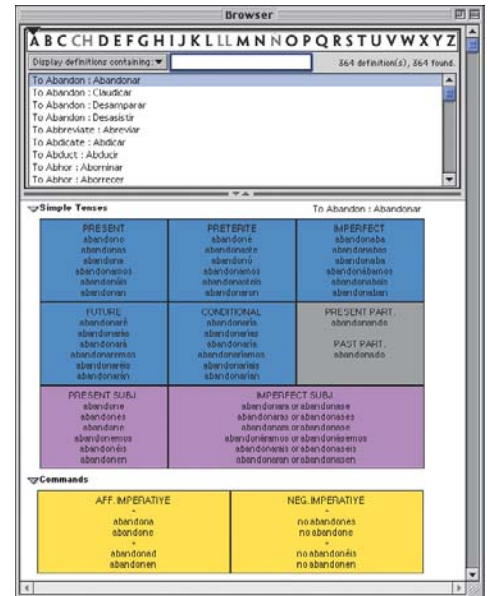 Browser
A B C CH D E F G H I J K L LL M N Ñ O P Q R S T U V W X Y Z
Display definitions containing:
364 definition(s), 364 found.
To Abandon : Abandonar
To Abandon : Claudicar
To Abandon : Desamparar
To Abandon : Desasistir
To Abbreviate : Abreviar
To Abdicate : Abdicar
To Abduct : Abducir
To Abhor : Abominar
To Abhor : Aborrecer
Simple Tenses To Abandon : Abandonar
PRESENT PRETERITE IMPERFECT
abandono abandoné abandonaba
abandonas abandonaste abandonabas
abandona abandonó abandonaba
abandonamos abandonamos abandonábamos
abandonáis abandonasteis abandonabais
abandonan abandonaron abandonaban
FUTURE CONDITIONAL PRESENT PART.
abandonaré abandonaría abandonando
abandonarás abandonarías
abandonará abandonaría PAST PART.
abandonaremos abandonaríamos abandonado
abandonaréis abandonaríais
abandonarán abandonarían
PRESENT SUBJ. IMPERFECT SUBJ.
abandone abandonara or abandonase
abandones abandonaras or abandonases
abandone abandonara or abandonase
abandonemos abandonáramos or abandonásemos
abandonéis abandonarais or abandonaseis
abandonen abandonaran or abandonasen
Commands
AFF. IMPERATIVE NEG. IMPERATIVE
- -
abandona no abandones
abandone no abandone
- -
abandonad no abandonéis
abandonen no abandonen